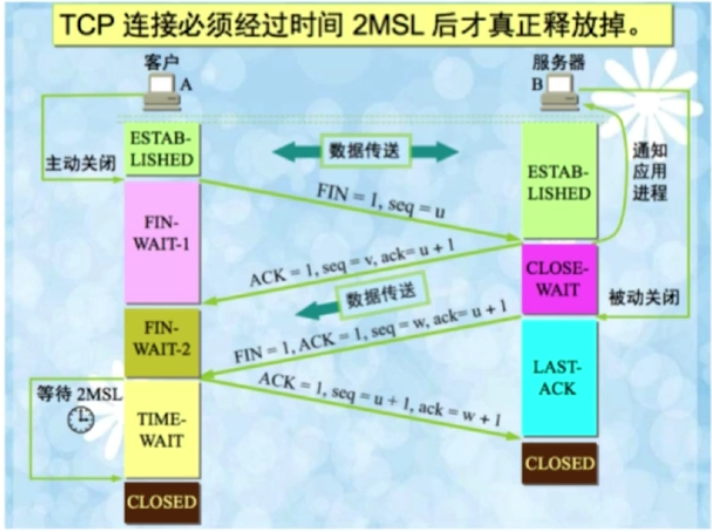 TCP 连接必须经过时间 2MSL 后才真正释放掉。
客户
A
服务器
B
ESTAB-
LISHED
数据传送
主动关闭
通知
应用
进程
ESTAB-
LISHED
FIN = 1, seq = u
FIN-
WAIT-1
ACK = 1, seq = v, ack= u + 1
CLOSE-
WAIT
数据传送
被动关闭
FIN-
WAIT-2
FIN = 1, ACK = 1, seq = w, ack= u + 1
LAST-
ACK
等待 2MSL
ACK = 1, seq = u + 1, ack = w + 1
TIME-
WAIT
CLOSED
CLOSED